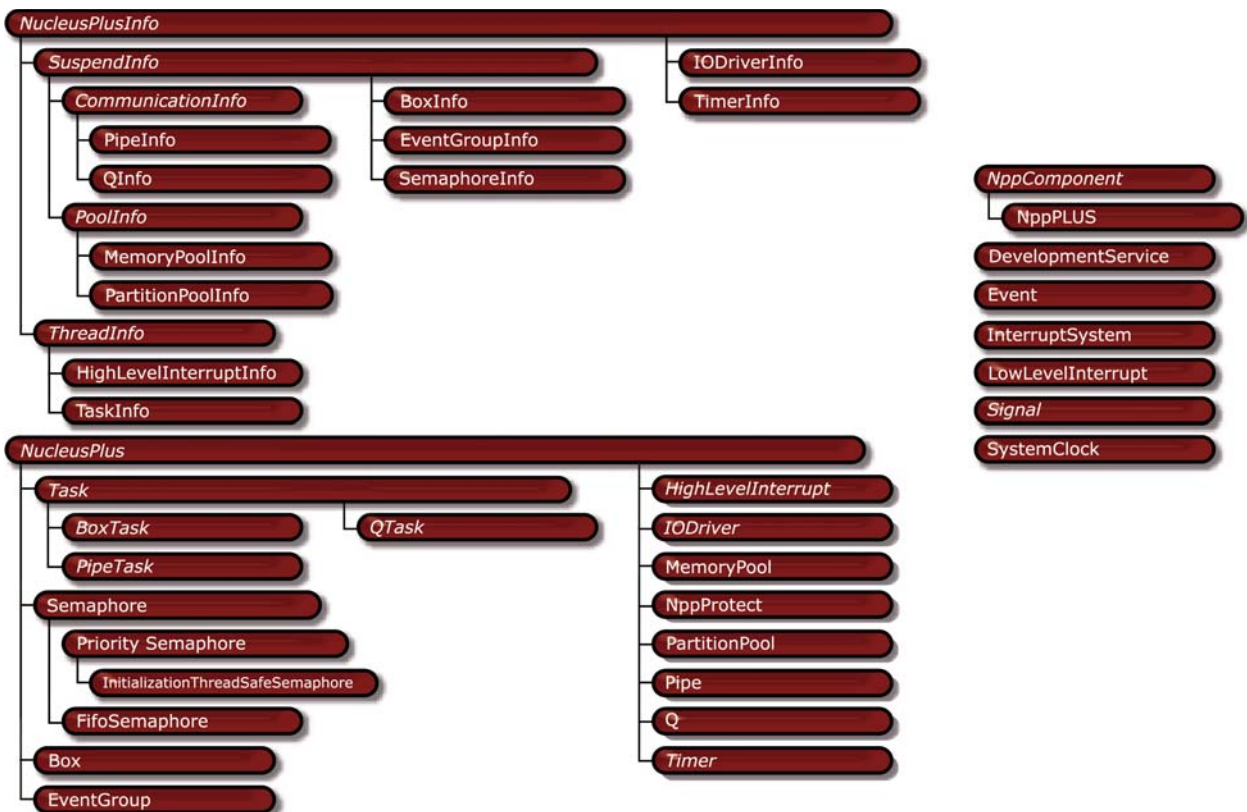 NucleusPlusInfo
SuspendInfo
CommunicationInfo
PipeInfo
QInfo
PoolInfo
MemoryPoolInfo
PartitionPoolInfo
BoxInfo
EventGroupInfo
SemaphoreInfo
ThreadInfo
HighLevelInterruptInfo
TaskInfo
IODriverInfo
TimerInfo
NucleusPlus
Task
BoxTask
PipeTask
QTask
Semaphore
Priority Semaphore
InitializationThreadSafeSemaphore
FifoSemaphore
Box
EventGroup
HighLevelInterrupt
IODriver
MemoryPool
NppProtect
PartitionPool
Pipe
Q
Timer
NppComponent
NppPLUS
DevelopmentService
Event
InterruptSystem
LowLevelInterrupt
Signal
SystemClock